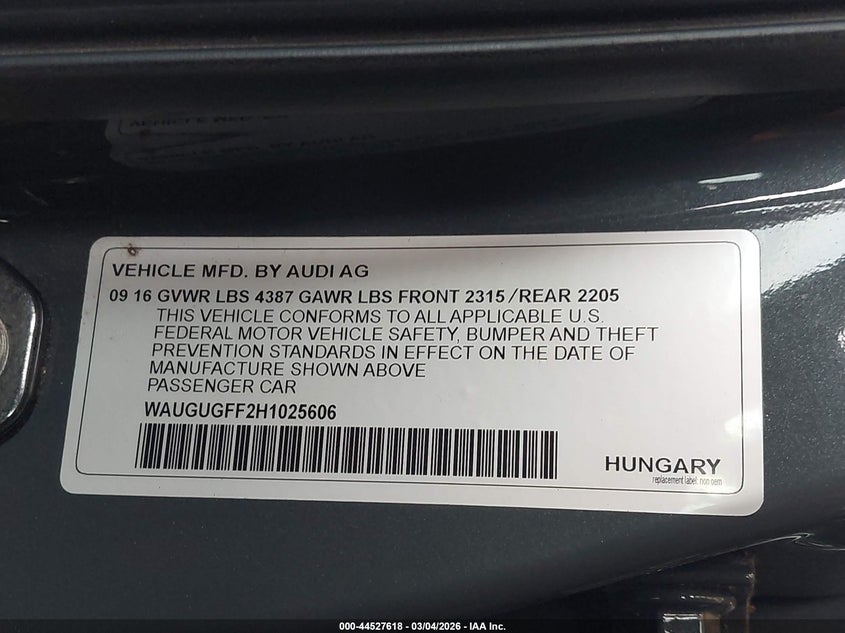 VEHICLE MFD. BY AUDI AG
09 16 GVWR LBS 4387 GAWR LBS FRONT 2315/REAR 2205
THIS VEHICLE CONFORMS TO ALL APPLICABLE U.S.
FEDERAL MOTOR VEHICLE SAFETY, BUMPER AND THEFT
PREVENTION STANDARDS IN EFFECT ON THE DATE OF
MANUFACTURE SHOWN ABOVE
PASSENGER CAR
WAUGUGFF2H1025606
HUNGARY
replacement label: non oem
000-44527618 - 03/04/2026 - IAA Inc.